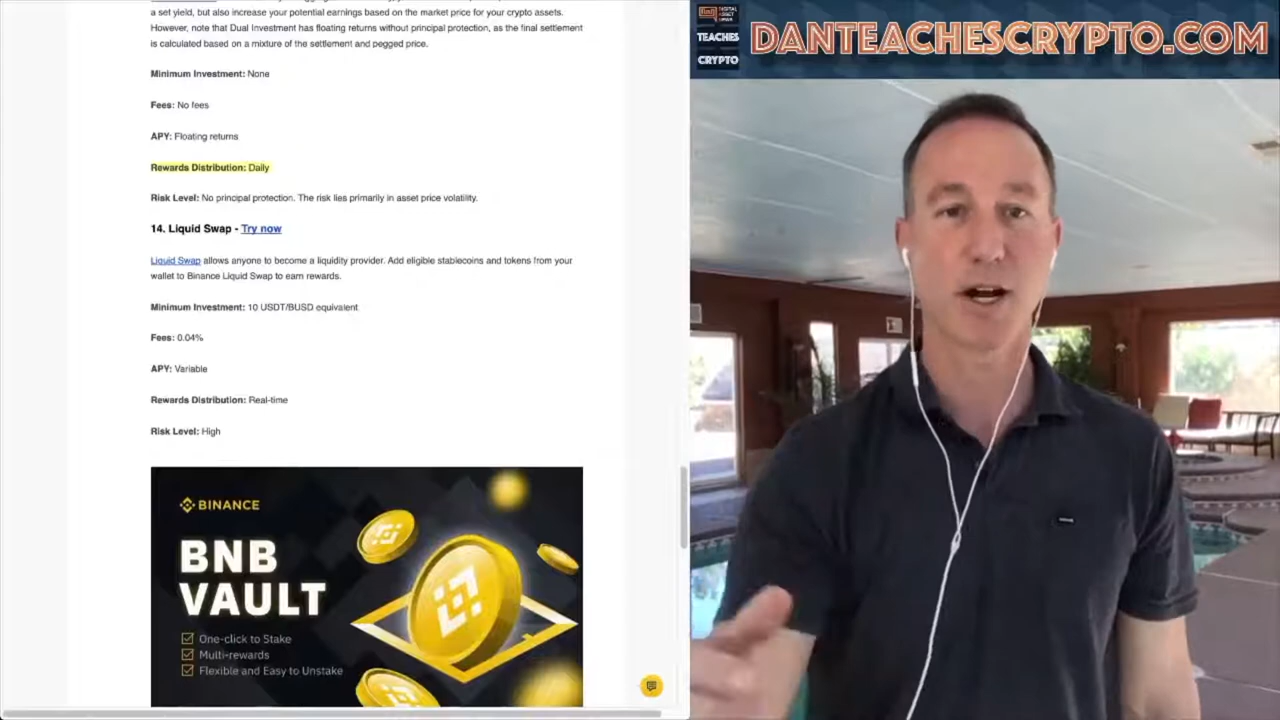 a set yield, but also increase your potential earnings based on the market price for your crypto assets.
However, note that Dual Investment has floating returns without principal protection, as the final settlement
is calculated based on a mixture of the settlement and pegged price.
Minimum Investment: None
Fees: No fees
APY: Floating returns
Rewards Distribution: Daily
Risk Level: No principal protection. The risk lies primarily in asset price volatility.
14. Liquid Swap - Try now
Liquid Swap allows anyone to become a liquidity provider. Add eligible stablecoins and tokens from your
wallet to Binance Liquid Swap to earn rewards.
Minimum Investment: 10 USDT/BUSD equivalent
Fees: 0.04%
APY: Variable
Rewards Distribution: Real-time
Risk Level: High
BINANCE
BNB
VAULT
One-click to Stake
Multi-rewards
Flexible and Easy to Unstake
TEACHES
CRYPTO
DANTEACHESCRYPTO.COM